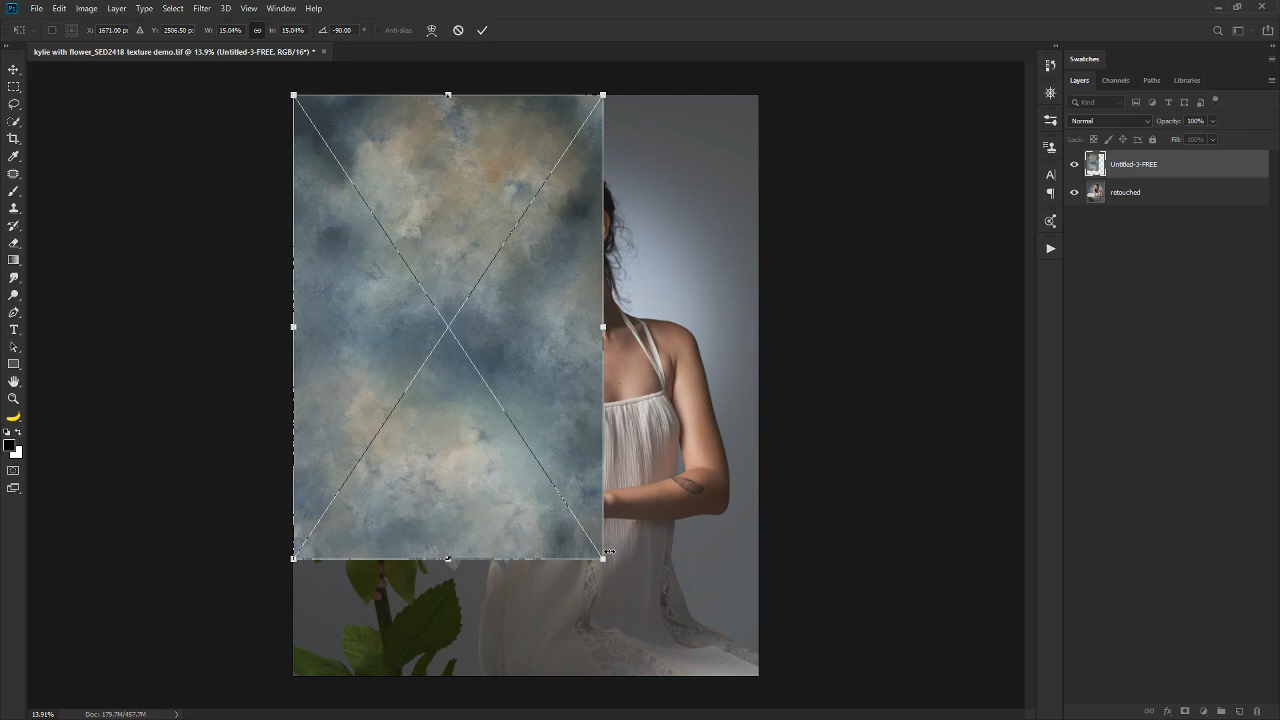 Ps File Edit Image Layer Type Select Filter 3D View Window Help
X: 1671.00 p Y: 2506.50 p W: 15.04% H: 15.04% -90.00 ° Anti-alias
kylie with flower_SED2418 texture demo.tif @ 13.9% (Untitled-3-FREE, RGB/16*) * ×
Swatches
Layers Channels Paths Libraries
Kind
Normal Opacity: 100%
Lock: Fill: 100%
Untitled-3-FREE
retouched
T
A
fx
13.91% Doc: 179.7M/457.7M